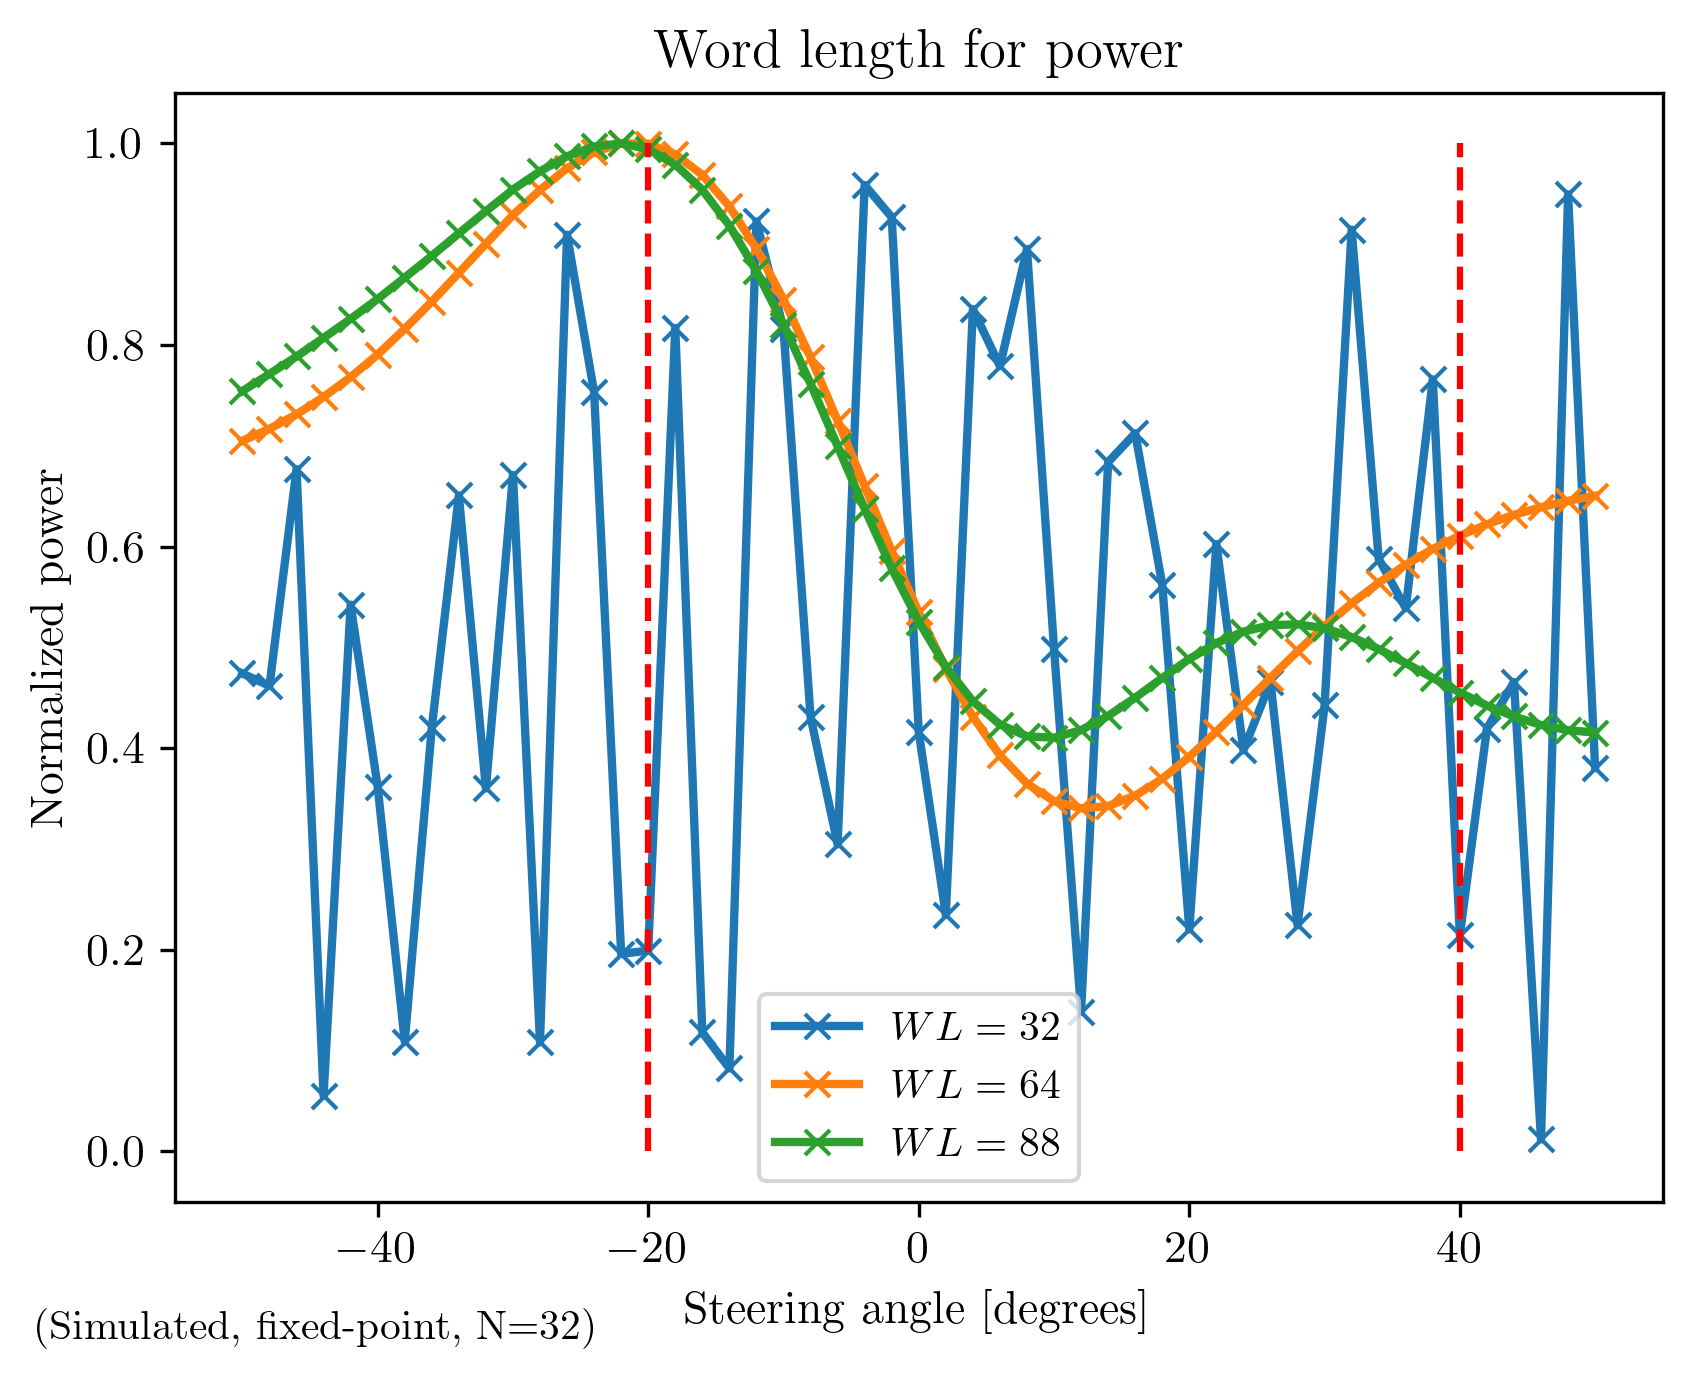 Word length for power
Normalized power
1.0
0.8
0.6
0.4
0.2
0.0
WL = 32
WL = 64
WL = 88
−40
−20
0
20
40
Steering angle [degrees]
(Simulated, fixed-point, N=32)